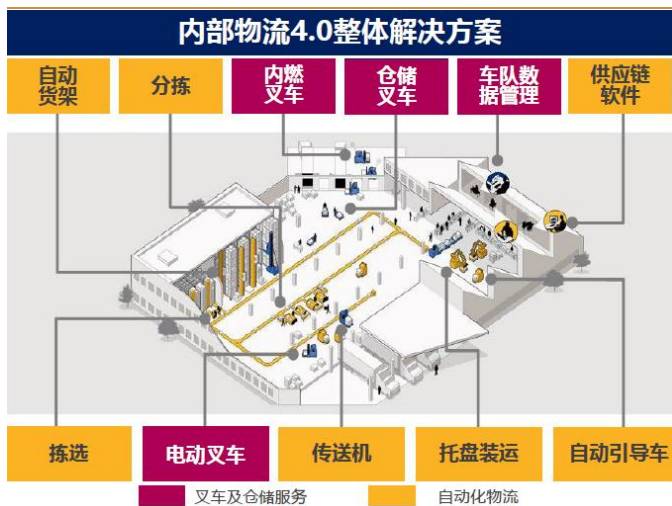 内部物流4.0整体解决方案
自动
货架
分拣
内燃
叉车
仓储
叉车
车队数
据管理
供应链
软件
拣选
电动叉车
传送机
托盘装运
自动引导车
叉车及仓储服务
自动化物流